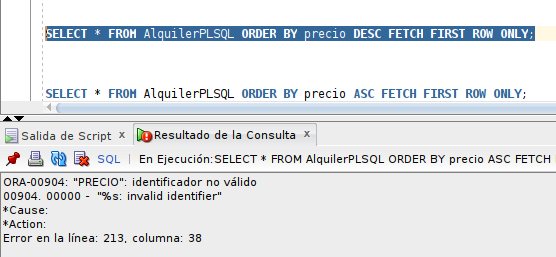 SELECT * FROM AlquilerPLSQL ORDER BY precio DESC FETCH FIRST ROW ONLY;
SELECT * FROM AlquilerPLSQL ORDER BY precio ASC FETCH FIRST ROW ONLY;
Salida de Script x Resultado de la Consulta x
SQL | En Ejecución:SELECT * FROM AlquilerPLSQL ORDER BY precio ASC FETCH
ORA-00904: "PRECIO": identificador no válido
00904. 00000 - "%s: invalid identifier"
*Cause:
*Action:
Error en la línea: 213, columna: 38